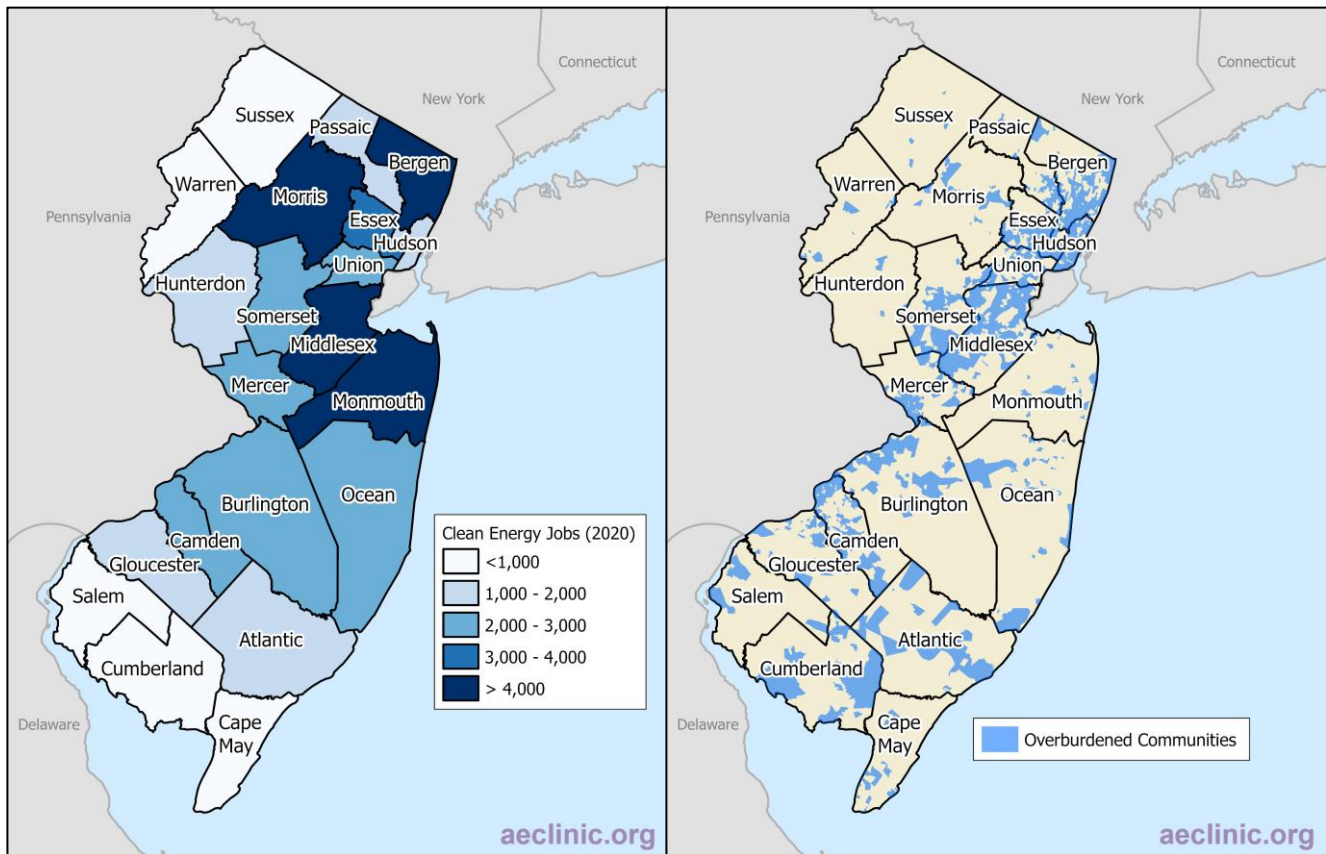 Connecticut
New York
Sussex
Passaic
Bergen
Warren
Morris
Pennsylvania
Essex
Hudson
Union
Hunterdon
Somerset
Middlesex
Mercer
Monmouth
Ocean
Burlington
Camden
Gloucester
Salem
Atlantic
Cumberland
Cape
May
Delaware
Clean Energy Jobs (2020)
<1,000
1,000 - 2,000
2,000 - 3,000
3,000 - 4,000
> 4,000
aeclinic.org
Connecticut
New York
Sussex
Passaic
Bergen
Warren
Morris
Pennsylvania
Essex
Hudson
Union
Hunterdon
Somerset
Middlesex
Mercer
Monmouth
Ocean
Burlington
Camden
Gloucester
Salem
Atlantic
Cumberland
Cape
May
Delaware
Overburdened Communities
aeclinic.org